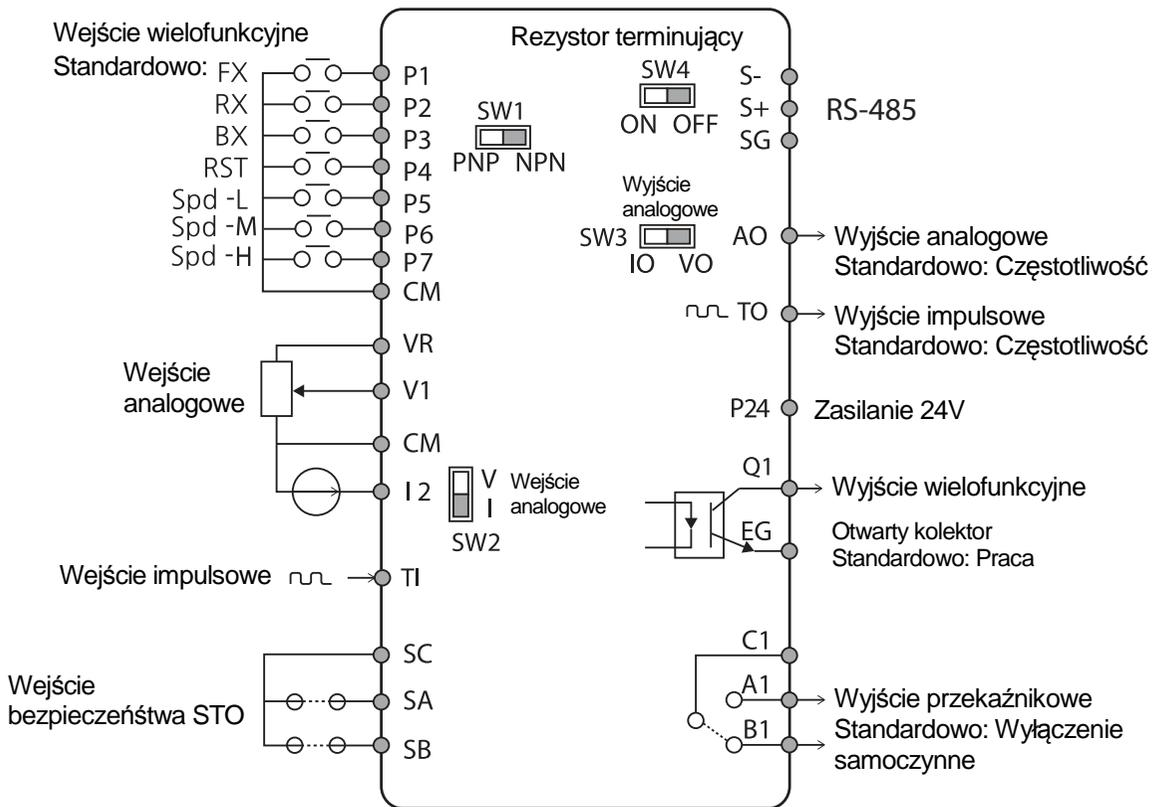 Wejście wielofunkcyjne
Standardowo:
FX
P1
RX
P2
BX
P3
RST
P4
Spd -L
P5
Spd -M
P6
Spd -H
P7
CM
SW1
PNP NPN
Rezystor terminujący
SW4
ON OFF
S-
S+
SG
RS-485
Wyjście
analogowe
SW3
IO VO
AO
Wyjście analogowe
Standardowo: Częstotliwość
TO
Wyjście impulsowe
Standardowo: Częstotliwość
Wejście
analogowe
VR
V1
CM
I2
V
I
Wejście
analogowe
SW2
P24
Zasilanie 24V
Q1
Wyjście wielofunkcyjne
EG
Otwarty kolektor
Standardowo: Praca
Wejście impulsowe
TI
Wejście
bezpieczeńśtwa STO
SC
SA
SB
C1
A1
B1
Wyjście przekaźnikowe
Standardowo: Wyłączenie
samoczynne